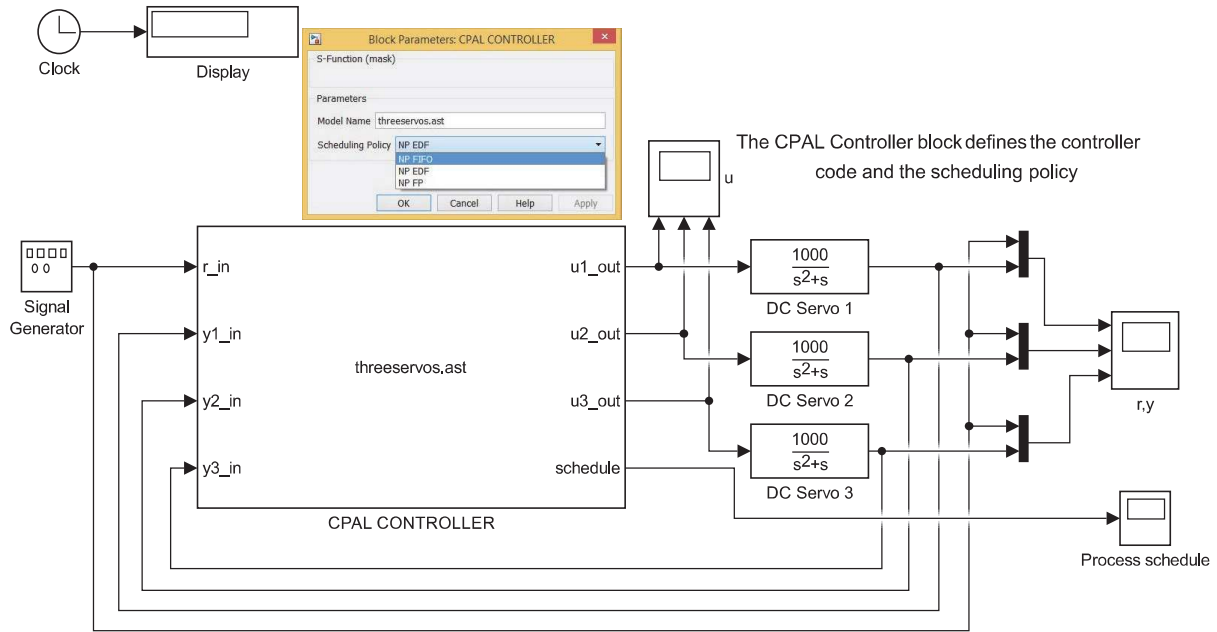 Clock
Display
Block Parameters: CPAL CONTROLLER
S-Function (mask)
Parameters
Model Name threeservos.ast
Scheduling Policy NP EDF
NP FIFO
NP EDF
NP FP
OK Cancel Help Apply
The CPAL Controller block defines the controller
code and the scheduling policy
u
Signal
Generator
r_in
y1_in
y2_in
y3_in
threeservos.ast
u1_out
u2_out
u3_out
schedule
CPAL CONTROLLER
1000
s2+s
DC Servo 1
1000
s2+s
DC Servo 2
1000
s2+s
DC Servo 3
r,y
Process schedule